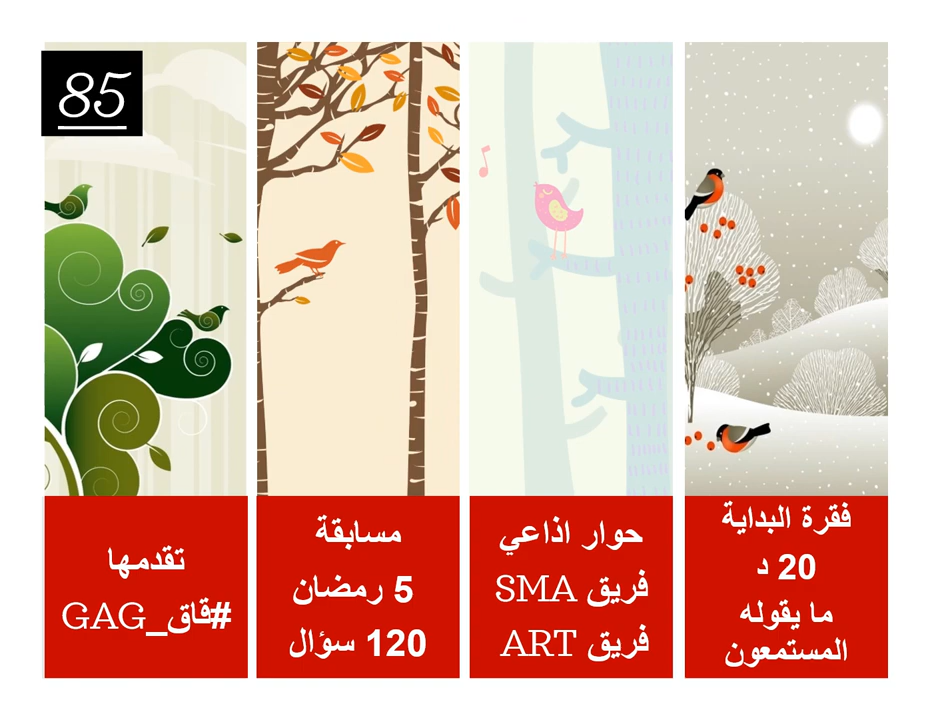 85
فقرة البداية
20 د
ما يقوله
المستمعون
حوار اذاعي
فريق SMA
فريق ART
مسابقة
5 رمضان
120 سؤال
تقدمها
#قاق_GAG